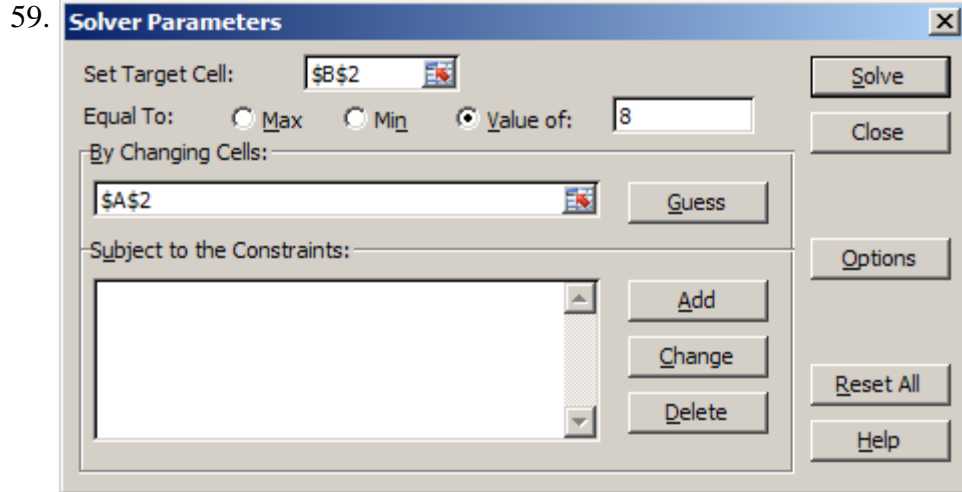 59.
Solver Parameters
Set Target Cell: $B$2 Solve
Equal To: Max Min Value of: 8 Close
By Changing Cells:
$A$2 Guess
Subject to the Constraints: Options
Add
Change
Reset All
Delete
Help